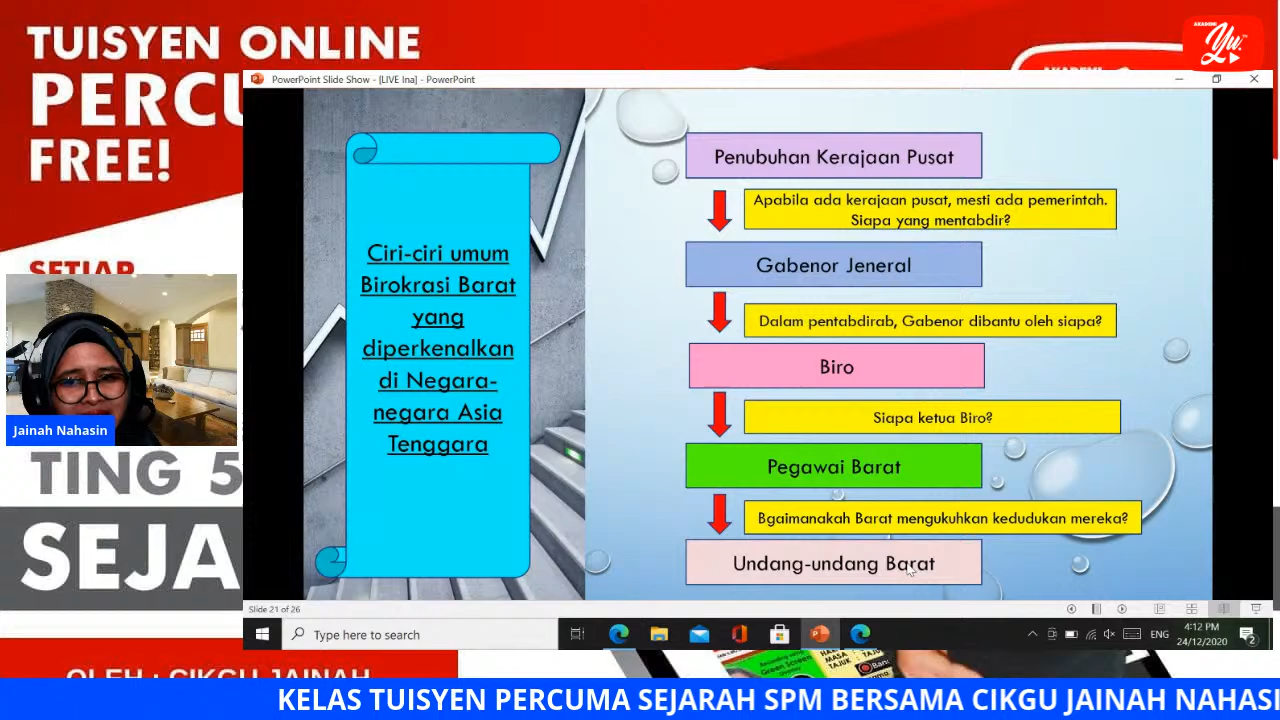 TUISYEN ONLINE
FREE!
AKADEMI
Yu
PowerPoint Slide Show - [LIVE Ina] - PowerPoint
Ciri-ciri umum
Birokrasi Barat
yang
diperkenalkan
di Negara-
negara Asia
Tenggara
Penubuhan Kerajaan Pusat
Apabila ada kerajaan pusat, mesti ada pemerintah.
Siapa yang mentabdir?
Gabenor Jeneral
Dalam pentabdirab, Gabenor dibantu oleh siapa?
Biro
Siapa ketua Biro?
Pegawai Barat
Bgaimanakah Barat mengukuhkan kedudukan mereka?
Undang-undang Barat
SETIAP
Jainah Nahasin
TING 5
SEJA
Slide 21 of 26
Type here to search
ENG
4:12 PM
24/12/2020
2
OLEH : CIKGU JAINAH
KELAS TUISYEN PERCUMA SEJARAH SPM BERSAMA CIKGU JAINAH NAHASI